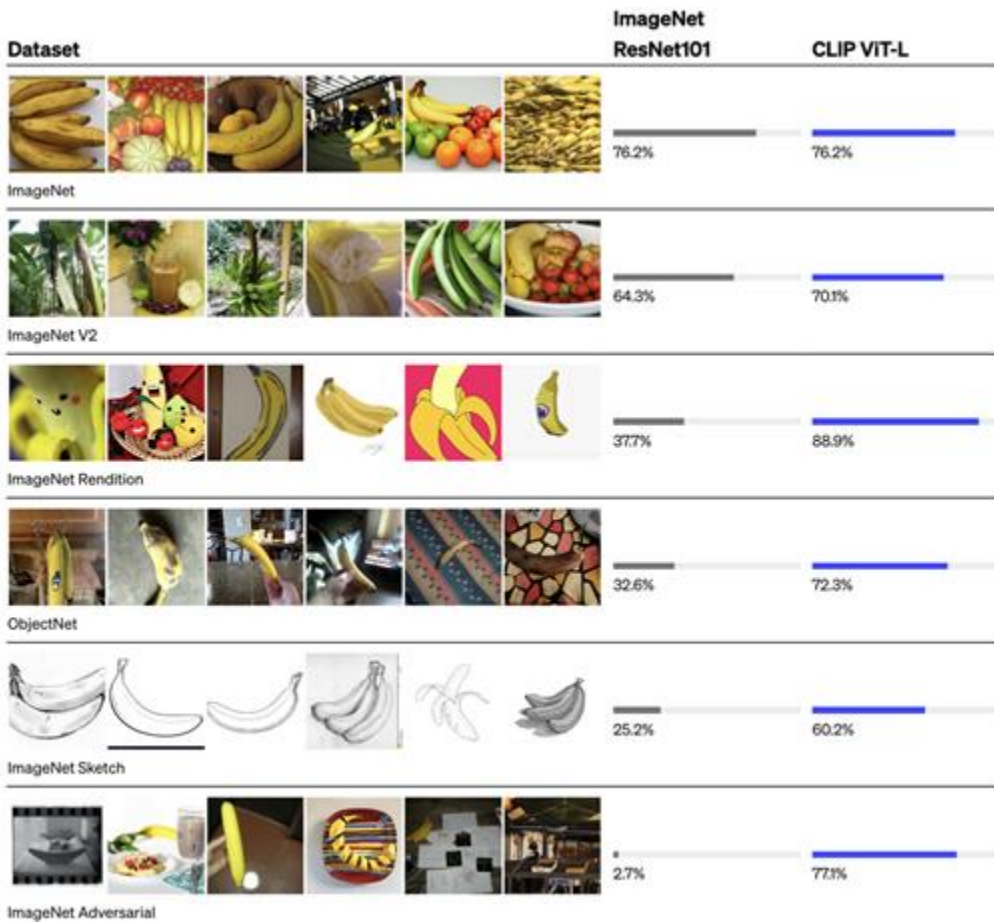 ImageNet
Dataset ResNet101 CLIP ViT-L
76.2% 76.2%
ImageNet
64.3% 70.1%
ImageNet V2
37.7% 88.9%
ImageNet Rendition
32.6% 72.3%
ObjectNet
25.2% 60.2%
ImageNet Sketch
2.7% 77.1%
ImageNet Adversarial